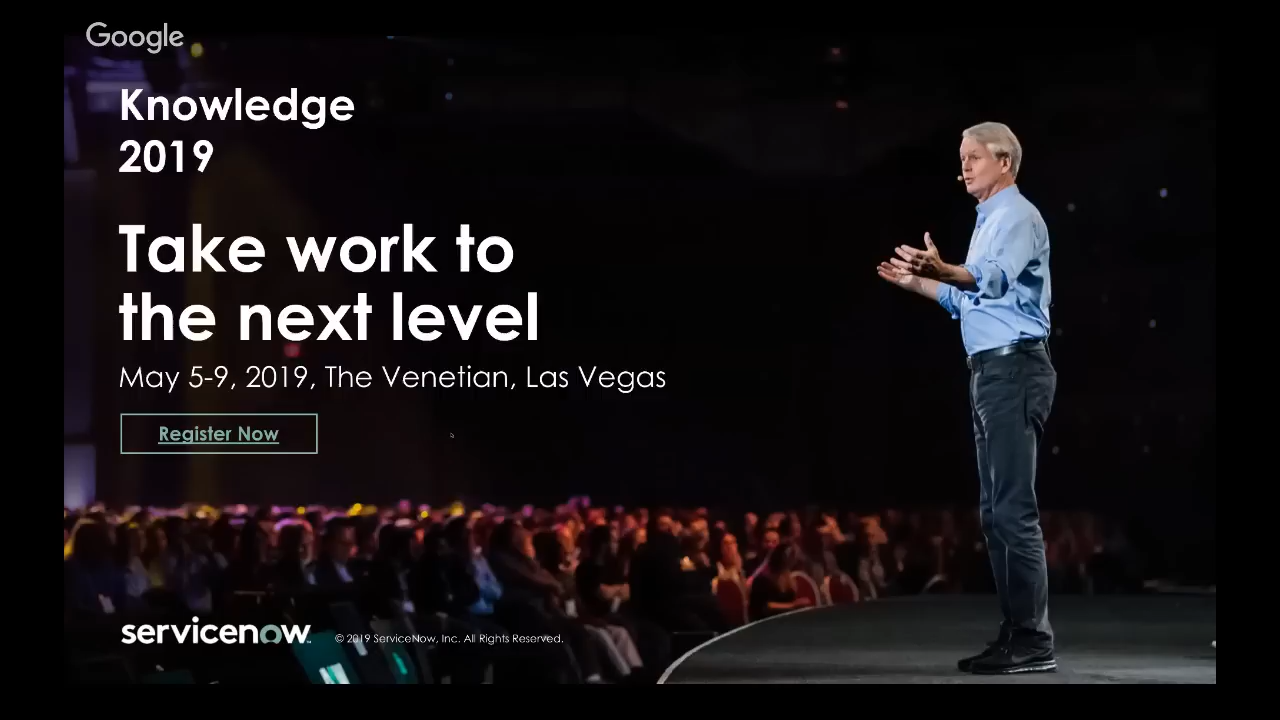 Google
Knowledge
2019
Take work to
the next level
May 5-9, 2019, The Venetian, Las Vegas
Register Now
servicenow
© 2019 ServiceNow, Inc. All Rights Reserved.